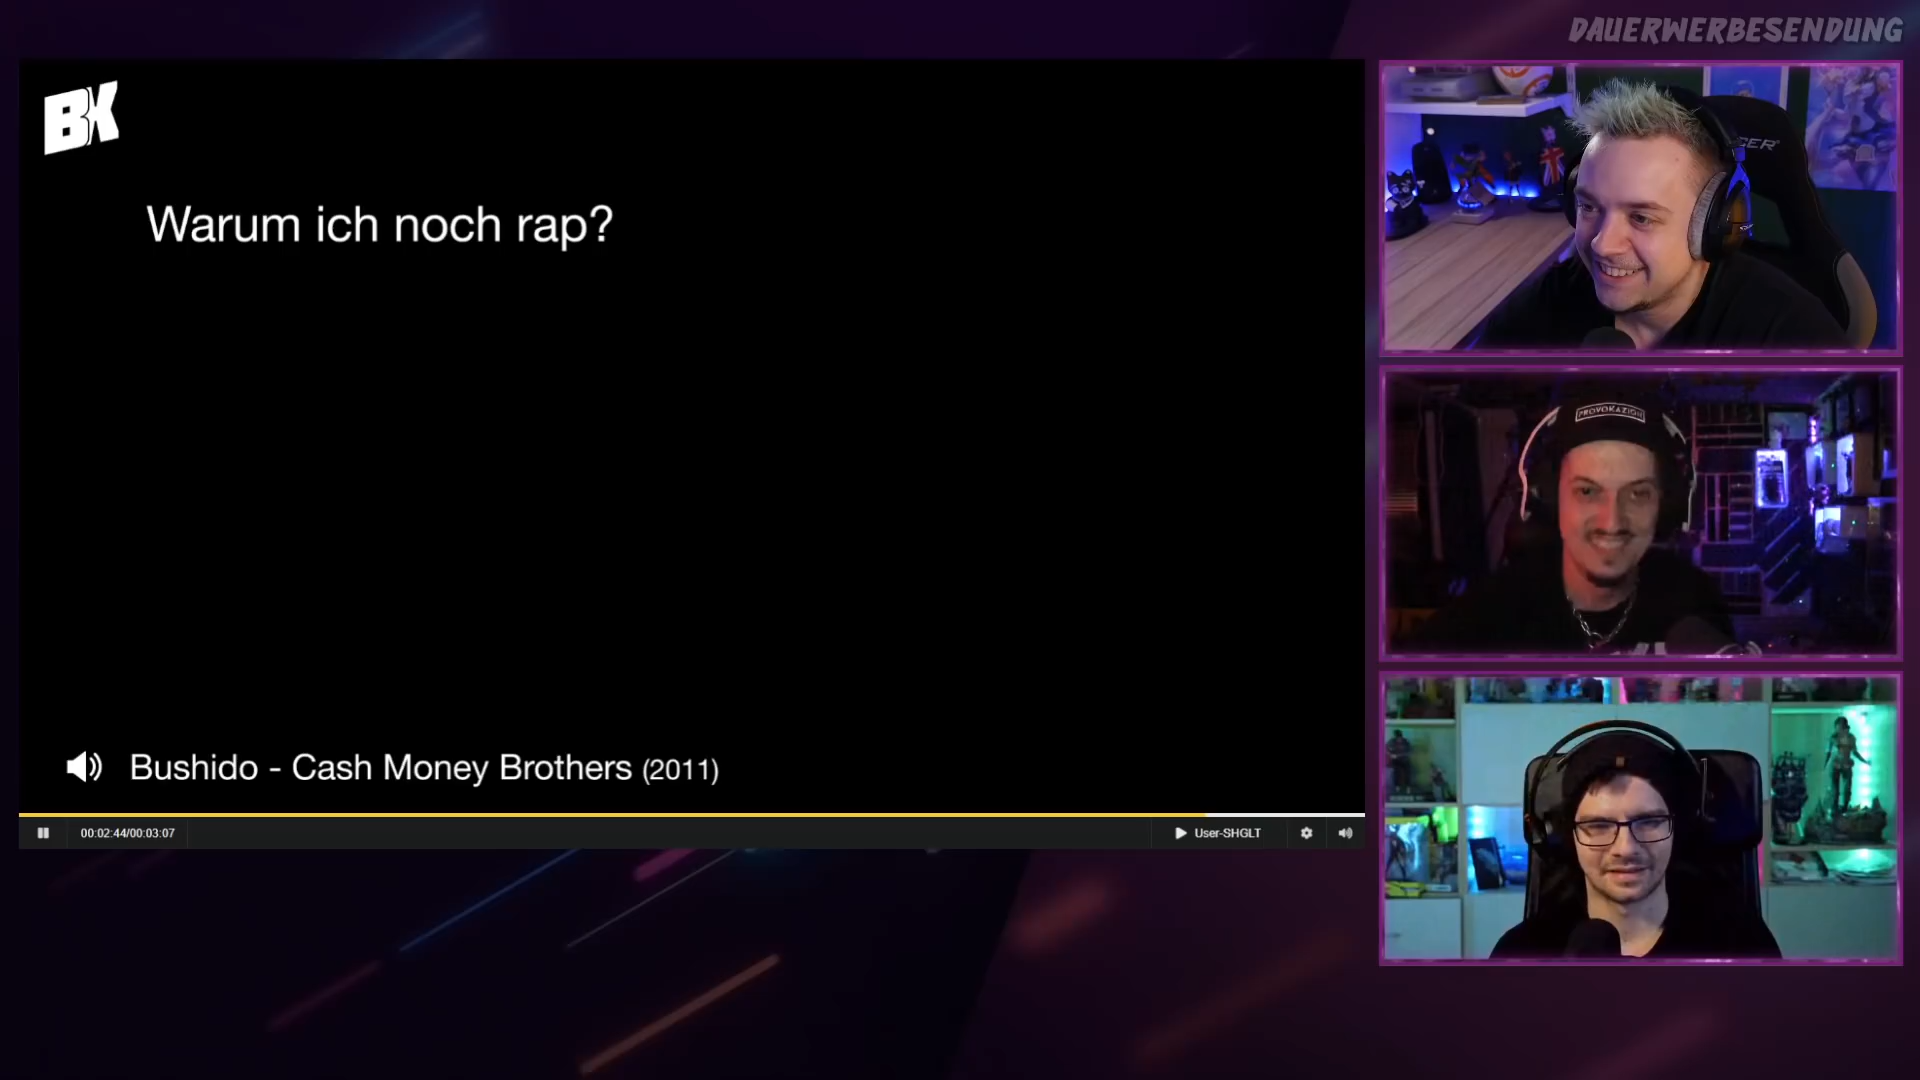 DAUERWERBESENDUNG
BK
Warum ich noch rap?
CER
PROVOKAZION
Bushido - Cash Money Brothers (2011)
00:02:44/00:03:07
User-SHGLT